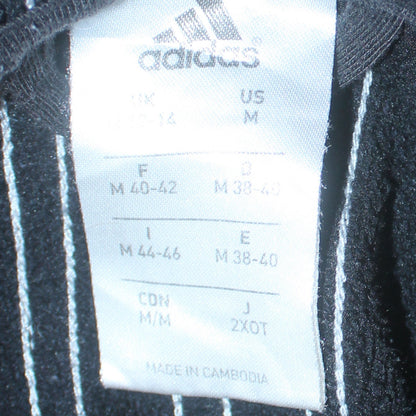 adidas
UK US
M
F D
M 40-42 M 38-40
I E
M 44-46 M 38-40
CDN J
M/M 2XOT
MADE IN CAMBODIA